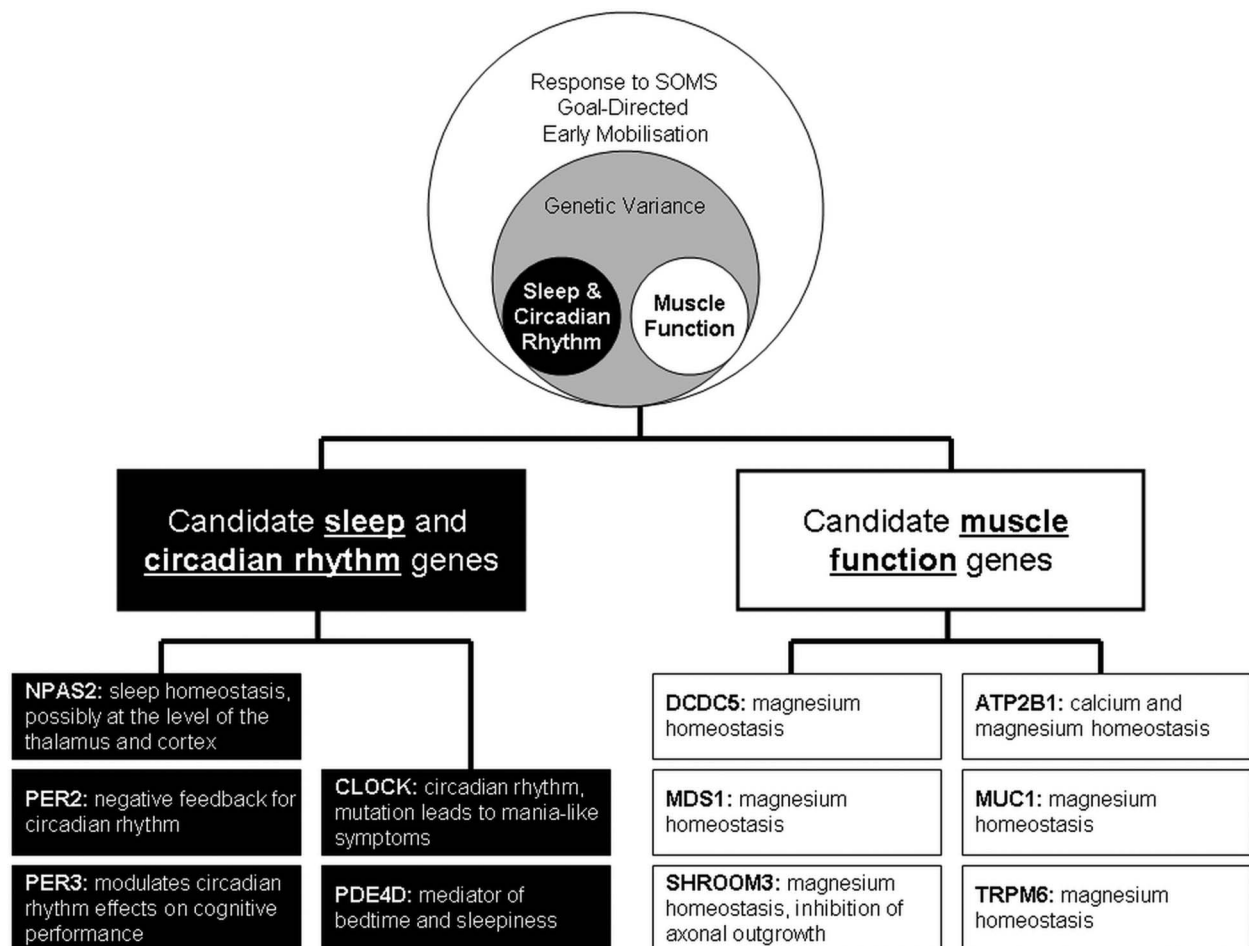 Response to SOMS
Goal-Directed
Early Mobilisation
Genetic Variance
Sleep &
Circadian
Rhythm
Muscle
Function
Candidate sleep and
circadian rhythm genes
Candidate muscle
function genes
NPAS2: sleep homeostasis,
possibly at the level of the
thalamus and cortex
PER2: negative feedback for
circadian rhythm
PER3: modulates circadian
rhythm effects on cognitive
performance
CLOCK: circadian rhythm,
mutation leads to mania-like
symptoms
PDE4D: mediator of
bedtime and sleepiness
DCDC5: magnesium
homeostasis
MDS1: magnesium
homeostasis
SHROOM3: magnesium
homeostasis, inhibition of
axonal outgrowth
ATP2B1: calcium and
magnesium homeostasis
MUC1: magnesium
homeostasis
TRPM6: magnesium
homeostasis